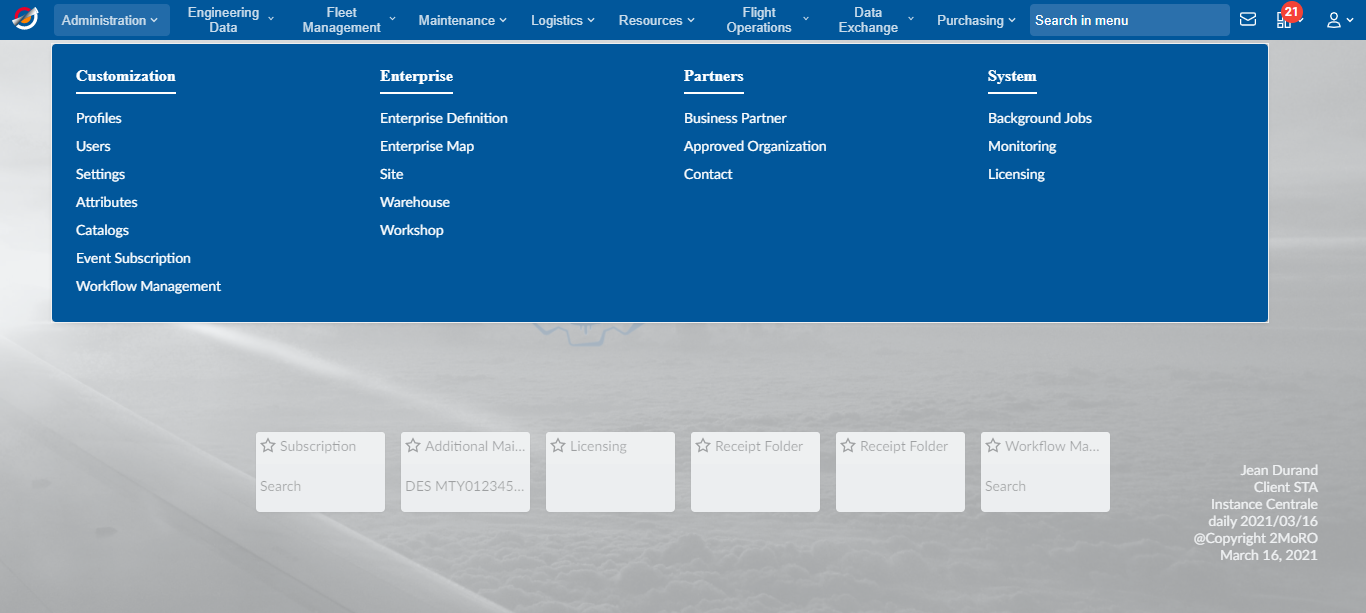 Administration
Engineering
Data
Fleet
Management
Maintenance
Logistics
Resources
Flight
Operations
Data
Exchange
Purchasing
Search in menu
21
Customization
Profiles
Users
Settings
Attributes
Catalogs
Event Subscription
Workflow Management
Enterprise
Enterprise Definition
Enterprise Map
Site
Warehouse
Workshop
Partners
Business Partner
Approved Organization
Contact
System
Background Jobs
Monitoring
Licensing
Subscription
Search
Additional Mai...
DES MTY012345...
Licensing
Receipt Folder
Receipt Folder
Workflow Ma...
Search
Jean Durand
Client STA
Instance Centrale
daily 2021/03/16
@Copyright 2MoRO
March 16, 2021